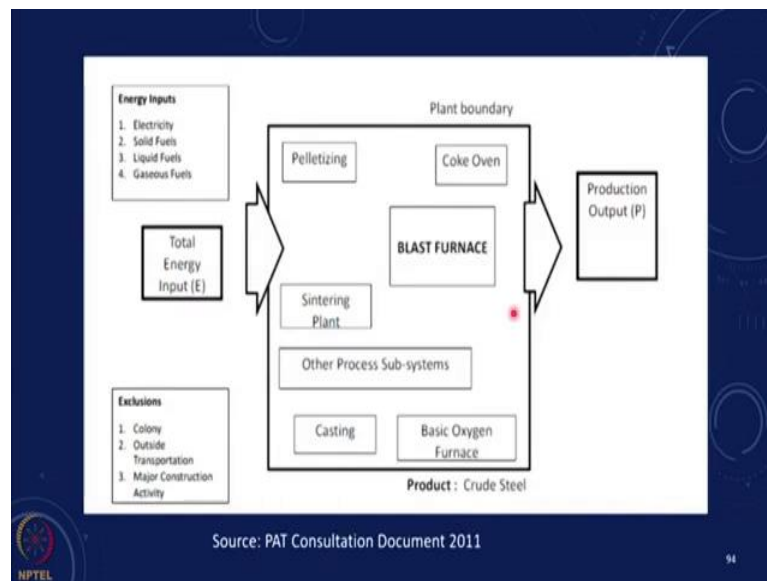 Energy Inputs
1. Electricity
2. Solid Fuels
3. Liquid Fuels
4. Gaseous Fuels
Total
Energy
Input (E)
Exclusions
1. Colony
2. Outside
Transportation
3. Major Construction
Activity
Plant boundary
Pelletizing
Coke Oven
BLAST FURNACE
Sintering
Plant
Other Process Sub-systems
Casting
Basic Oxygen
Furnace
Product : Crude Steel
Production
Output (P)
Source: PAT Consultation Document 2011
NPTEL
94